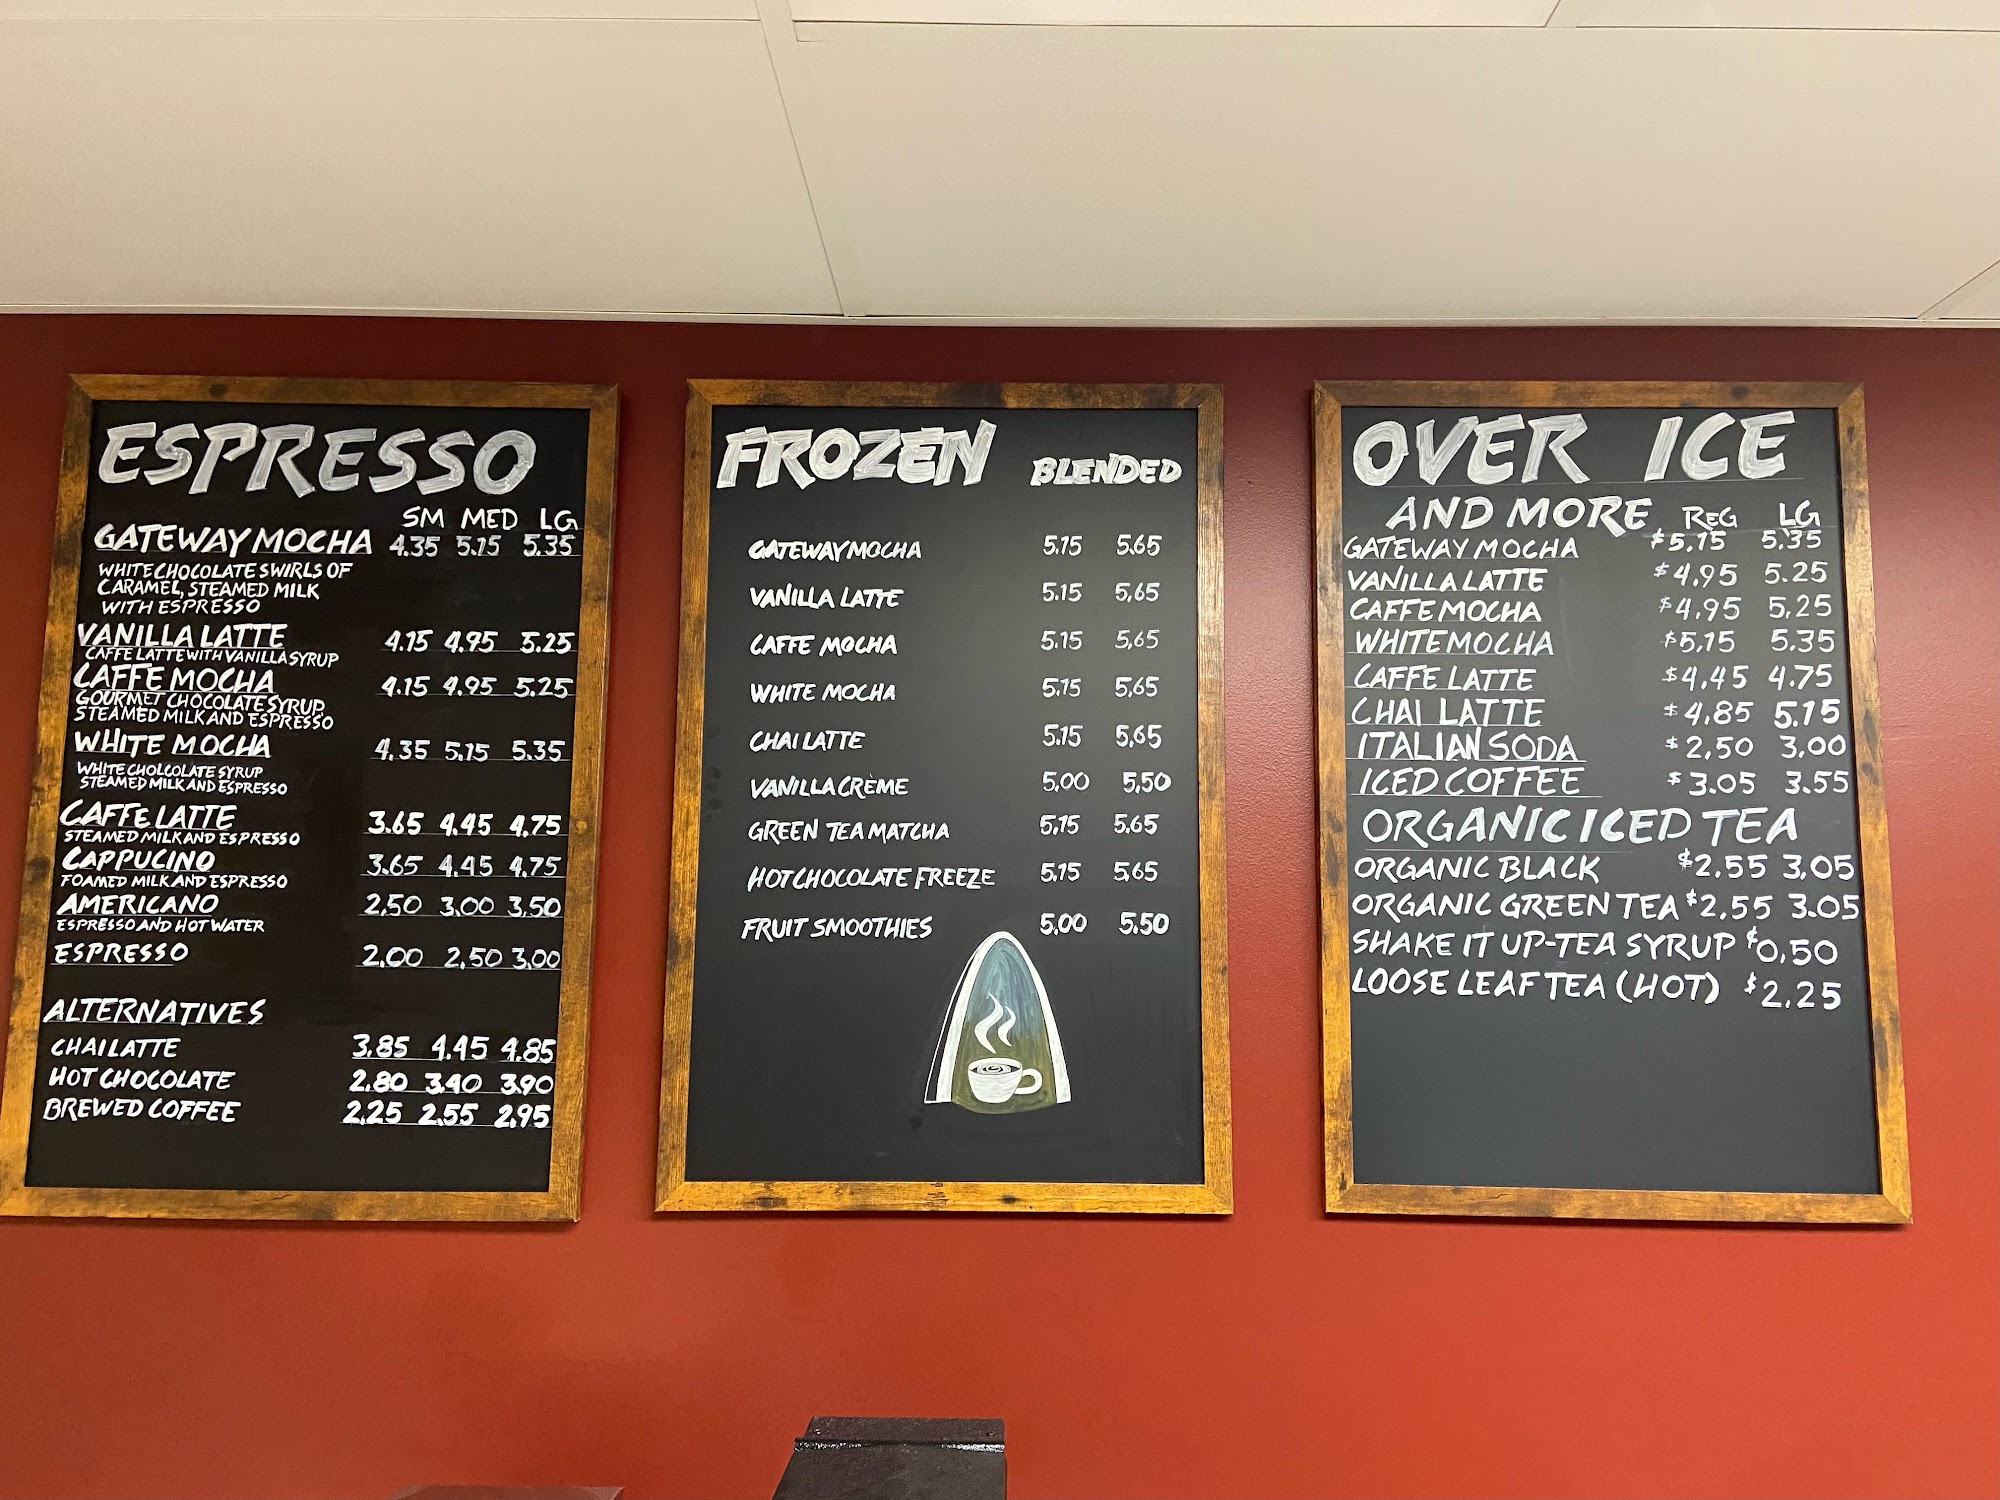 ESPRESSO
SM MED LG
GATEWAY MOCHA 4.35 5.15 5.35
WHITE CHOCOLATE SWIRLS OF
CARAMEL, STEAMED MILK
WITH ESPRESSO
VANILLA LATTE 4.15 4.95 5.25
CAFFE LATTE WITH VANILLA SYRUP
CAFFE MOCHA 4.15 4.95 5.25
GOURMET CHOCOLATE SYRUP,
STEAMED MILK AND ESPRESSO
WHITE MOCHA 4.35 5.15 5.35
WHITE CHOLCOLATE SYRUP
STEAMED MILK AND ESPRESSO
CAFFE LATTE 3.65 4.45 4.75
STEAMED MILK AND ESPRESSO
CAPPUCINO 3.65 4.45 4.75
FOAMED MILK AND ESPRESSO
AMERICANO 2.50 3.00 3.50
ESPRESSO AND HOT WATER
ESPRESSO 2.00 2.50 3.00
ALTERNATIVES
CHAI LATTE 3.85 4.45 4.85
HOT CHOCOLATE 2.80 3.40 3.90
BREWED COFFEE 2.25 2.55 2.95
FROZEN BLENDED
GATEWAY MOCHA 5.15 5.65
VANILLA LATTE 5.15 5.65
CAFFE MOCHA 5.15 5.65
WHITE MOCHA 5.15 5.65
CHAI LATTE 5.15 5.65
VANILLA CRÈME 5.00 5.50
GREEN TEA MATCHA 5.15 5.65
HOT CHOCOLATE FREEZE 5.15 5.65
FRUIT SMOOTHIES 5.00 5.50
OVER ICE
AND MORE REG LG
GATEWAY MOCHA $5.15 5.35
VANILLA LATTE $4.95 5.25
CAFFE MOCHA $4.95 5.25
WHITE MOCHA $5.15 5.35
CAFFE LATTE $4.45 4.75
CHAI LATTE $4.85 5.15
ITALIAN SODA $2.50 3.00
ICED COFFEE $3.05 3.55
ORGANIC ICED TEA
ORGANIC BLACK $2.55 3.05
ORGANIC GREEN TEA $2.55 3.05
SHAKE IT UP-TEA SYRUP $0.50
LOOSE LEAF TEA (HOT) $2.25